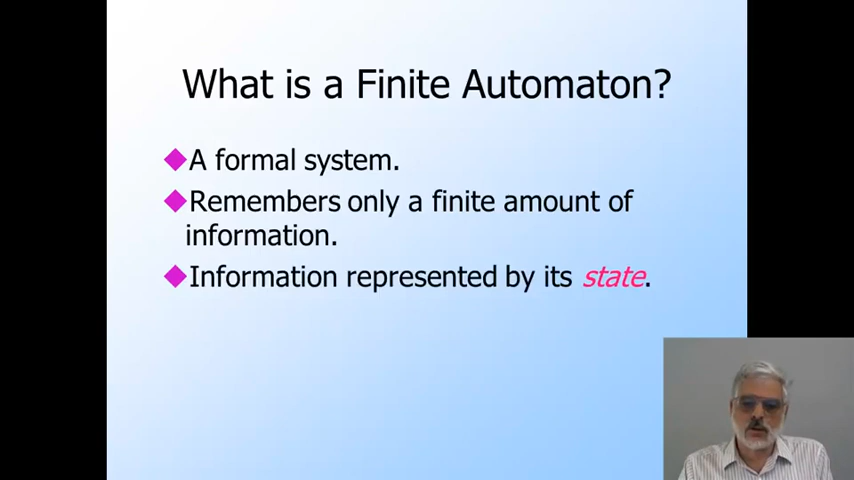 What is a Finite Automaton?
A formal system.
Remembers only a finite amount of
information.
Information represented by its state.